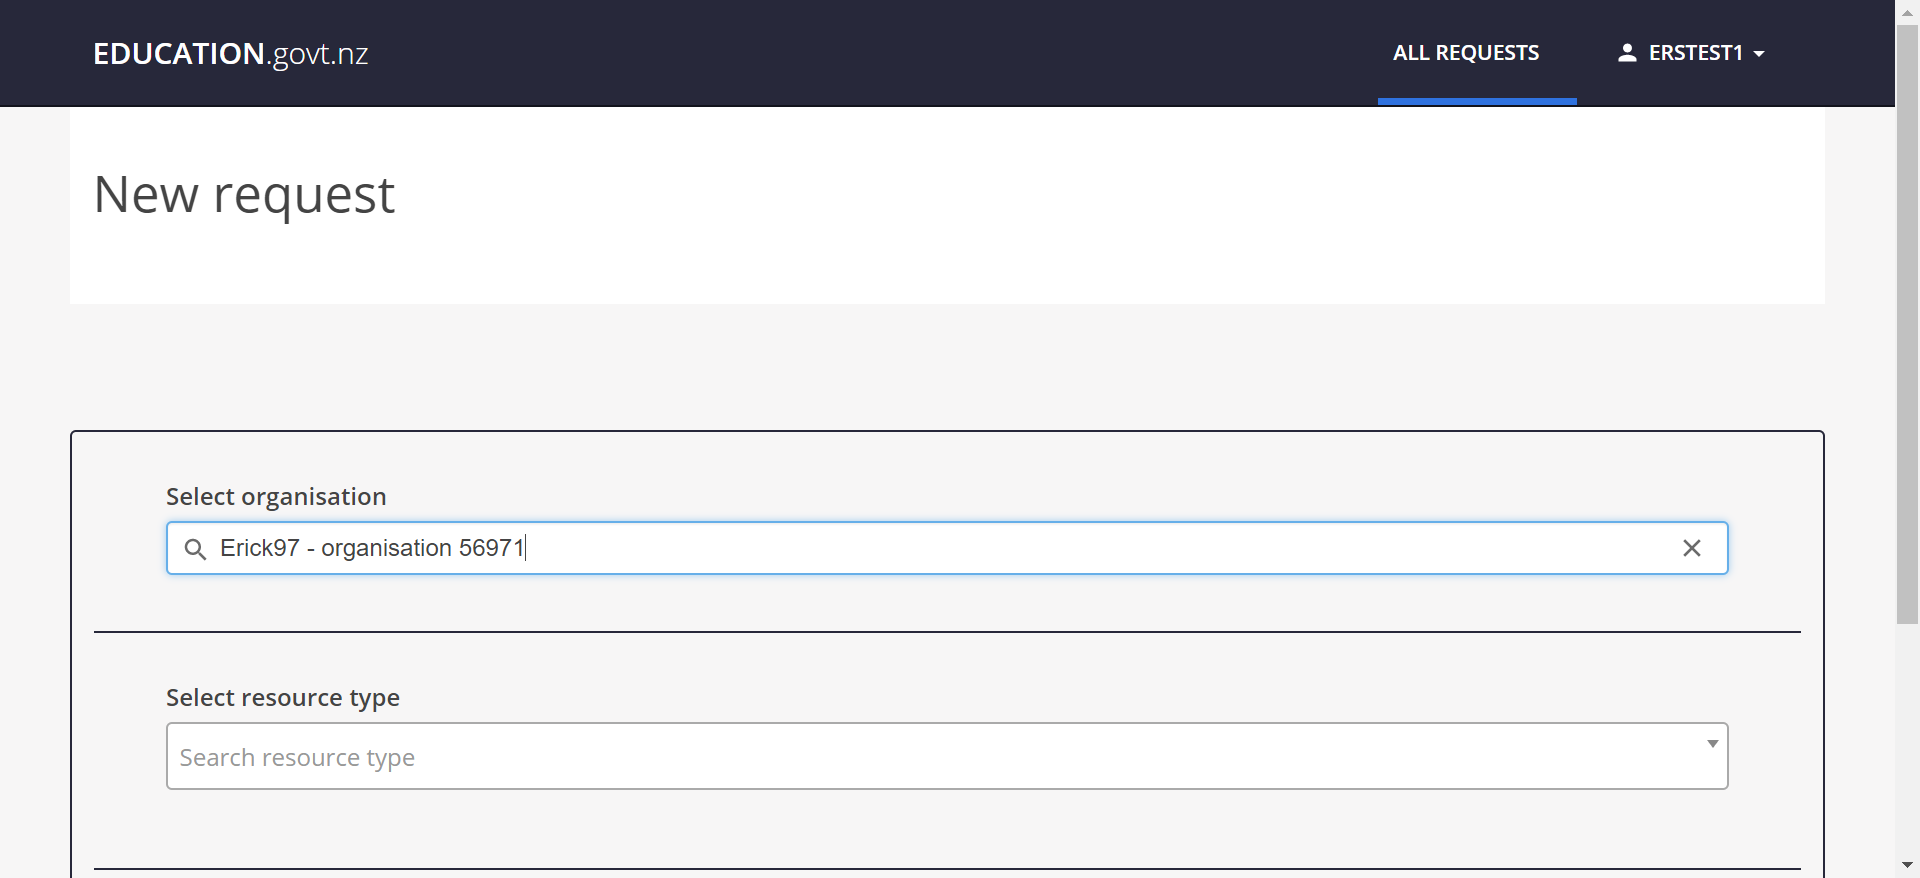 EDUCATION.govt.nz
ALL REQUESTS
ERSTEST1
New request
Select organisation
Erick97 - organisation 56971
Select resource type
Search resource type